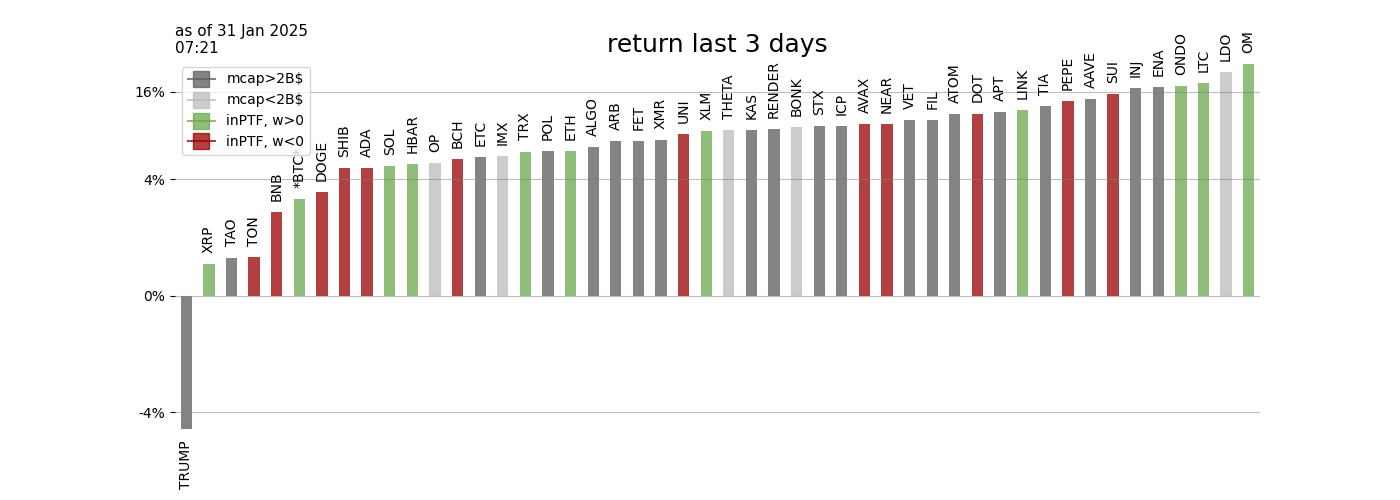 as of 31 Jan 2025
07:21
return last 3 days
mcap>2B$
mcap<2B$
inPTF, w>0
inPTF, w<0
16%
4%
0%
-4%
TRUMP
XRP
TAO
TON
BNB
*BTC*
DOGE
SHIB
ADA
SOL
HBAR
OP
BCH
ETC
IMX
TRX
POL
ETH
ALGO
ARB
FET
XMR
UNI
XLM
THETA
KAS
RENDER
BONK
STX
ICP
AVAX
NEAR
VET
FIL
ATOM
DOT
APT
LINK
TIA
PEPE
AAVE
SUI
INJ
ENA
ONDO
LTC
LDO
OM